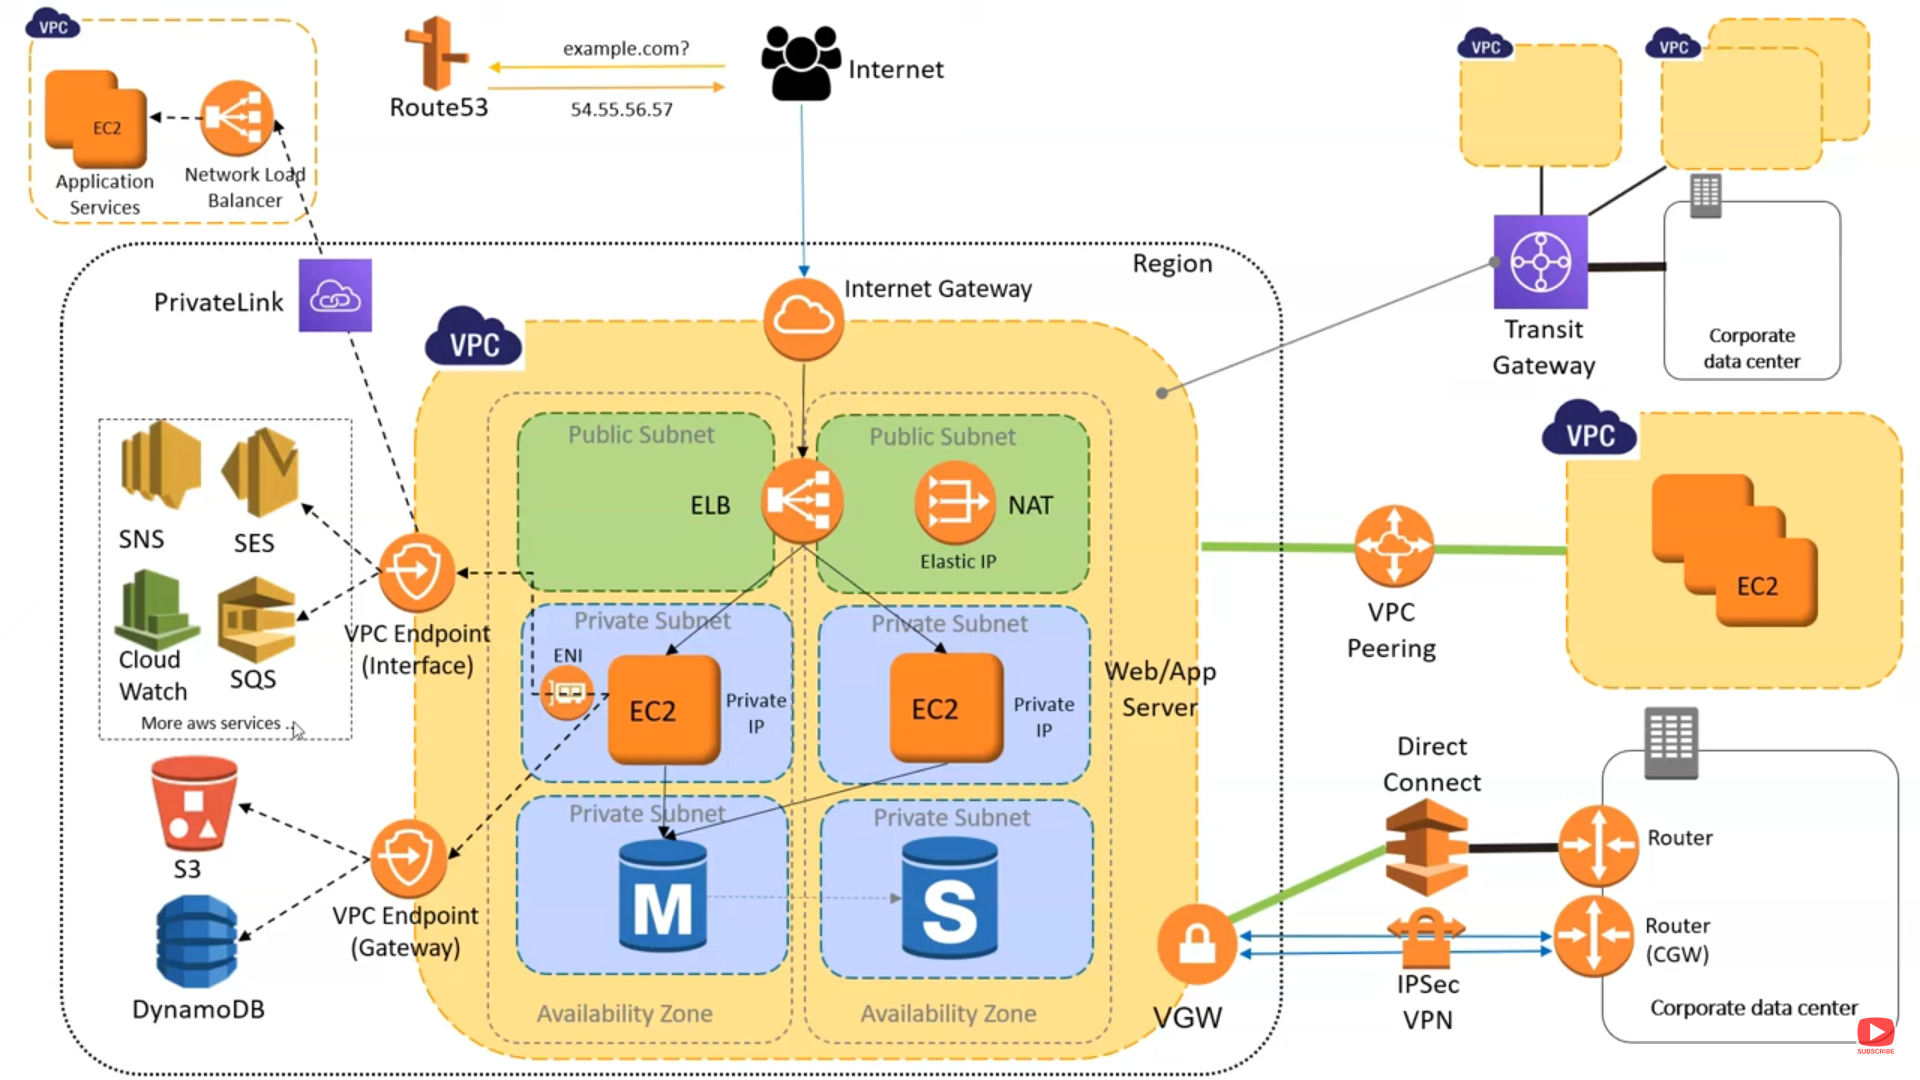 VPC
EC2
Application
Services
Network Load
Balancer
Route53
example.com?
54.55.56.57
Internet
VPC
VPC
Transit
Gateway
Corporate
data center
Region
PrivateLink
Internet Gateway
VPC
Public Subnet
Public Subnet
ELB
NAT
Elastic IP
SNS
SES
Cloud
Watch
SQS
More aws services ..
VPC Endpoint
(Interface)
Private Subnet
Private Subnet
ENI
EC2
Private
IP
EC2
Private
IP
Web/App
Server
VPC
EC2
VPC
Peering
S3
DynamoDB
VPC Endpoint
(Gateway)
Private Subnet
Private Subnet
M
S
Availability Zone
Availability Zone
VGW
Direct
Connect
Router
Router
(CGW)
IPSec
VPN
Corporate data center
SUBSCRIBE